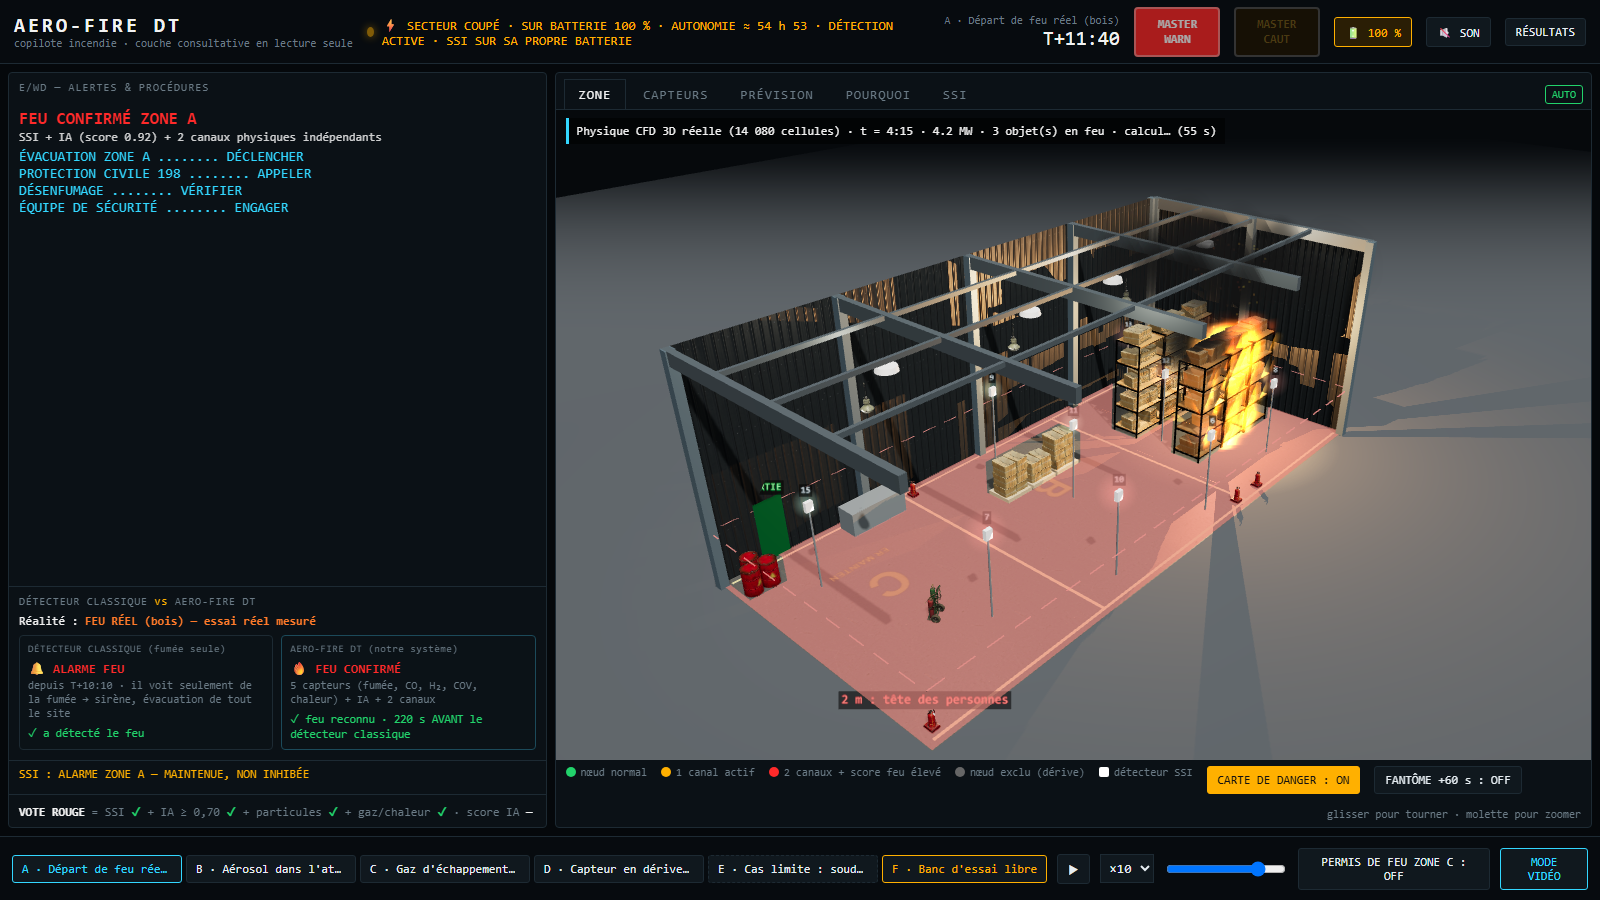 AERO-FIRE DT
copilote incendie · couche consultative en lecture seule
⚡ SECTEUR COUPÉ · SUR BATTERIE 100 % · AUTONOMIE ≈ 54 h 53 · DÉTECTION
ACTIVE · SSI SUR SA PROPRE BATTERIE
A · Départ de feu réel (bois)
T+11:40
MASTER
WARN
MASTER
CAUT
100 %
SON
RÉSULTATS
E/WD — ALERTES & PROCÉDURES
FEU CONFIRMÉ ZONE A
SSI + IA (score 0.92) + 2 canaux physiques indépendants
ÉVACUATION ZONE A ........ DÉCLENCHER
PROTECTION CIVILE 198 ........ APPELER
DÉSENFUMAGE ........ VÉRIFIER
ÉQUIPE DE SÉCURITÉ ........ ENGAGER
DÉTECTEUR CLASSIQUE vs AERO-FIRE DT
Réalité : FEU RÉEL (bois) — essai réel mesuré
DÉTECTEUR CLASSIQUE (fumée seule)
ALARME FEU
depuis T+10:10 · il voit seulement de
la fumée → sirène, évacuation de tout
le site
✓ a détecté le feu
AERO-FIRE DT (notre système)
FEU CONFIRMÉ
5 capteurs (fumée, CO, H₂, COV,
chaleur) + IA + 2 canaux
✓ feu reconnu · 220 s AVANT le
détecteur classique
SSI : ALARME ZONE A — MAINTENUE, NON INHIBÉE
VOTE ROUGE = SSI ✓ + IA ≥ 0,70 ✓ + particules ✓ + gaz/chaleur ✓ · score IA —
ZONE
CAPTEURS
PRÉVISION
POURQUOI
SSI
AUTO
Physique CFD 3D réelle (14 080 cellules) · t = 4:15 · 4.2 MW · 3 objet(s) en feu · calcul… (55 s)
TIE
15
7
10
B
C
2 m : tête des personnes
nœud normal
1 canal actif
2 canaux + score feu élevé
nœud exclu (dérive)
détecteur SSI
CARTE DE DANGER : ON
FANTÔME +60 s : OFF
glisser pour tourner · molette pour zoomer
A · Départ de feu rée…
B · Aérosol dans l'at…
C · Gaz d'échappement…
D · Capteur en dérive…
E · Cas limite : soud…
F · Banc d'essai libre
▶
x10
PERMIS DE FEU ZONE C :
OFF
MODE
VIDÉO